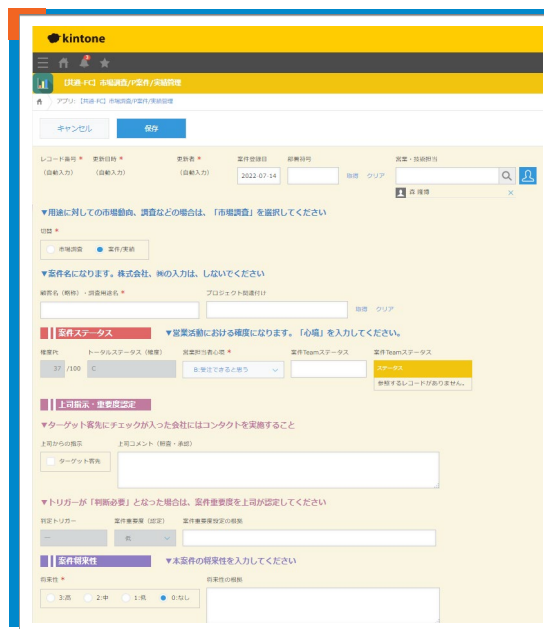 kintone
【共通-FC】市場調査/P案件/実績管理
アプリ: 【共通-FC】市場調査/P案件/実績管理
キャンセル 保存
レコード番号 * 更新日時 * 更新者 * 案件登録日 営業・技術担当
(自動入力) (自動入力) (自動入力) 2022-07-14 取得 クリア
▼用途に対しての市場動向、調査などの場合は、「市場調査」を選択してください
切替 *
市場調査 案件/実績
▼案件名になります。株式会社、㈱の入力は、しないでください
顧客名(略称)・調査用途名 * プロジェクト関連付け
取得 クリア
案件ステータス ▼営業活動における確度になります。「心境」を入力してください。
確度Pt トータルステータス(確度) 営業担当者心境 * 案件Teamステータス 案件Teamステータス
37 /100 C B:受注できると思う ステータス
参照するレコードがありません。
上司指示・重要度認定
▼ターゲット客先にチェックが入った会社にはコンタクトを実施すること
上司からの指示 上司コメント(照査・承認)
ターゲット客先
▼トリガーが「判断必要」となった場合は、案件重要度を上司が認定してください
判定トリガー 案件重要度(認定) 案件重要度設定の根拠
— 低
案件将来性 ▼本案件の将来性を入力してください
将来性 * 将来性の根拠
3:高 2:中 1:低 0:なし